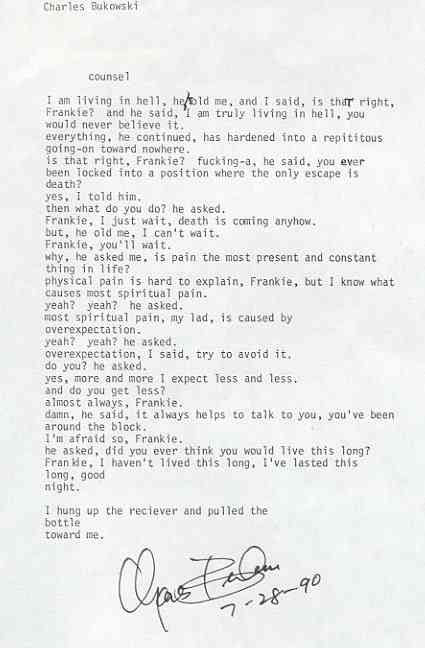 Charles Bukowski
counsel
I am living in hell, he told me, and I said, is that right,
Frankie?  and he said, I am truly living in hell, you
would never believe it.
everything, he continued, has hardened into a repititous
going-on toward nowhere.
is that right, Frankie?  fucking-a, he said, you ever
been locked into a position where the only escape is
death?
yes, I told him.
then what do you do? he asked.
Frankie, I just wait, death is coming anyhow.
but, he old me, I can't wait.
Frankie, you'll wait.
why, he asked me, is pain the most present and constant
thing in life?
physical pain is hard to explain, Frankie, but I know what
causes most spiritual pain.
yeah?  yeah?  he asked.
most spiritual pain, my lad, is caused by
overexpectation.
yeah?  yeah? he asked.
overexpectation, I said, try to avoid it.
do you? he asked.
yes, more and more I expect less and less.
and do you get less?
almost always, Frankie.
damn, he said, it always helps to talk to you, you've been
around the block.
I'm afraid so, Frankie.
he asked, did you ever think you would live this long?
Frankie, I haven't lived this long, I've lasted this
long, good
night.
I hung up the reciever and pulled the
bottle
toward me.
7-28-90